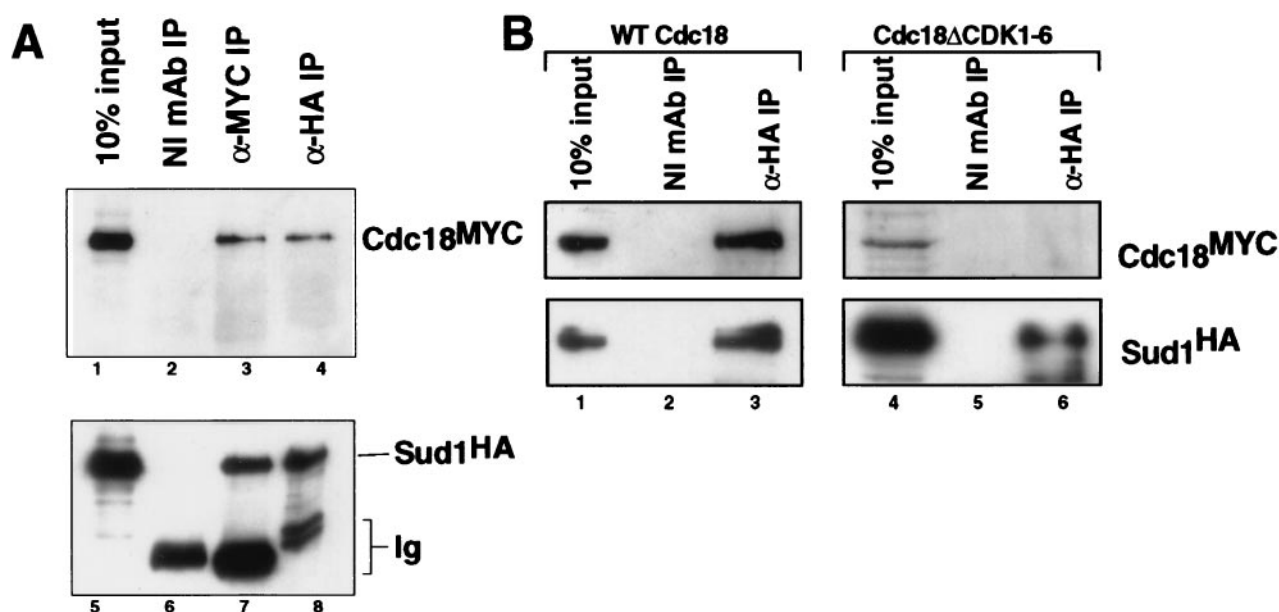 A
10% input
NI mAb IP
α-MYC IP
α-HA IP
Cdc18MYC
1 2 3 4
Sud1HA
Ig
5 6 7 8
B
WT Cdc18
Cdc18ΔCDK1-6
10% input
NI mAb IP
α-HA IP
10% input
NI mAb IP
α-HA IP
Cdc18MYC
Sud1HA
1 2 3 4 5 6